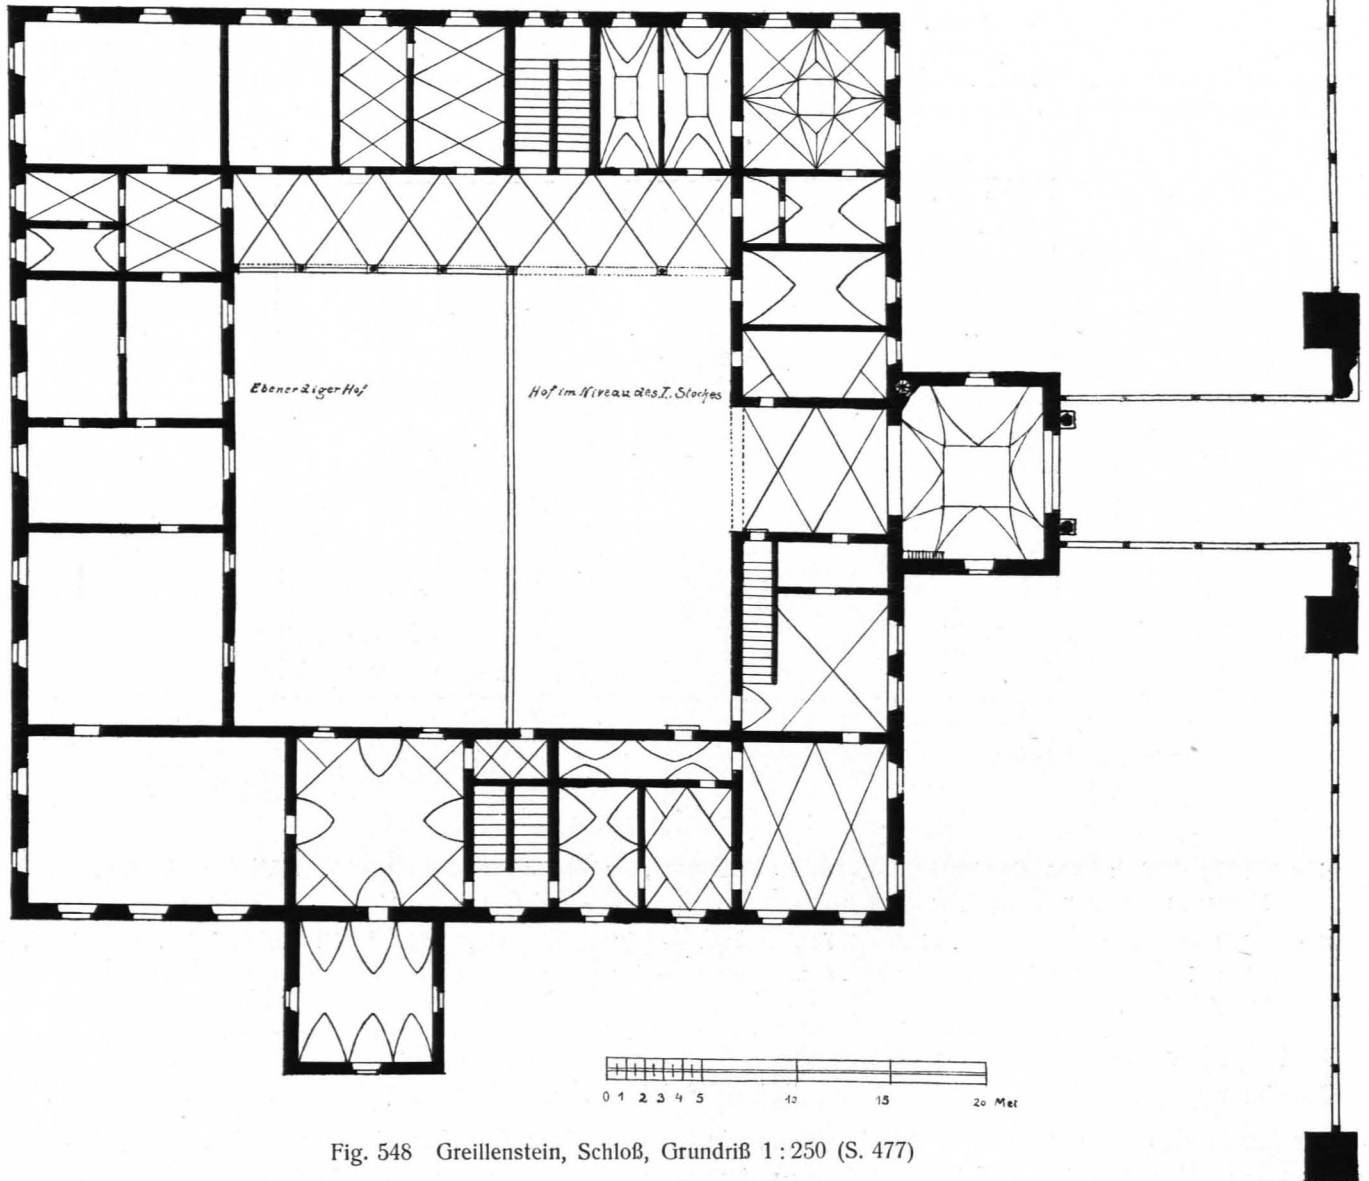 Ebenerdiger Hof
Hof im Niveau des I. Stockes
0 1 2 3 4 5 10 15 20 Met
Fig. 548 Greillenstein, Schloß, Grundriß 1 : 250 (S. 477)